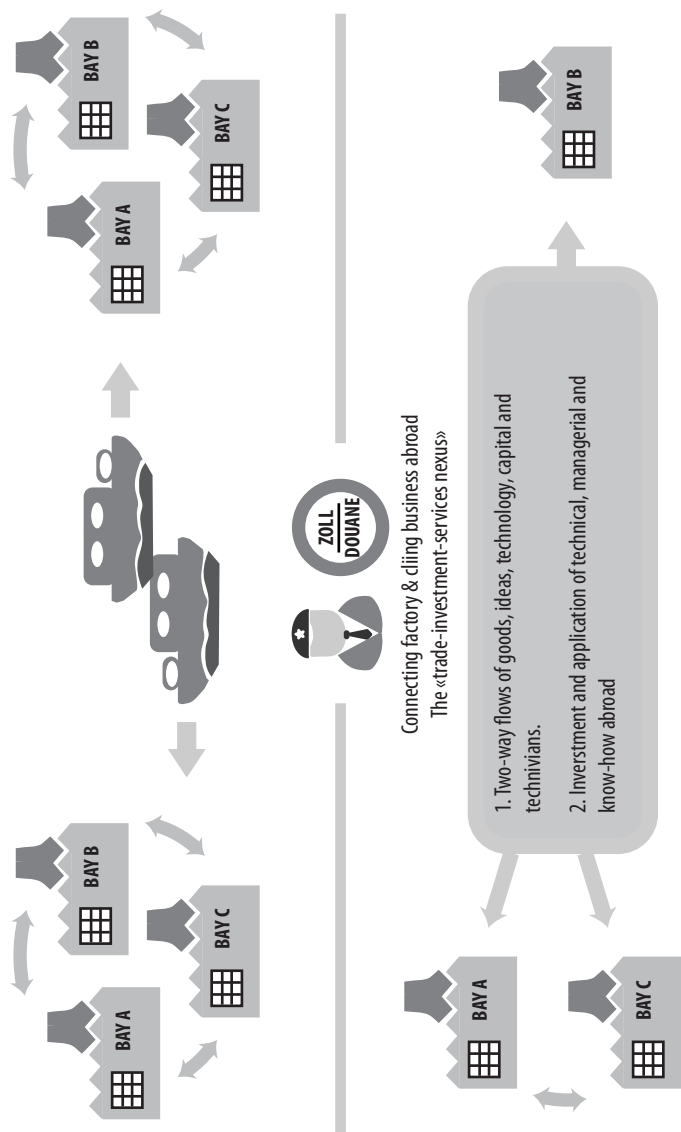 BAY A
BAY B
BAY C
BAY A
BAY B
BAY C
ZOLL
DOUANE
Connecting factory & cliing business abroad
The «trade-investment-services nexus»
BAY A
BAY C
1. Two-way flows of goods, ideas, technology, capital and
technivians.
2. Inverstment and application of technical, managerial and
know-how abroad
BAY B